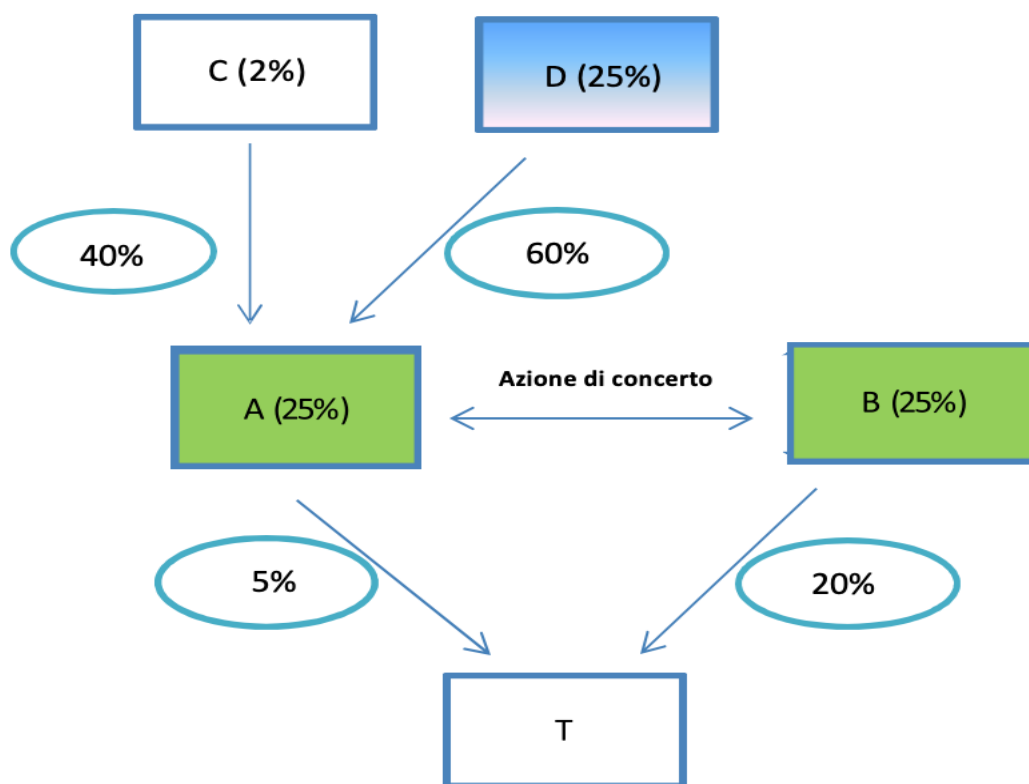 C (2%)
D (25%)
40%
60%
Azione di concerto
A (25%)
B (25%)
5%
20%
T